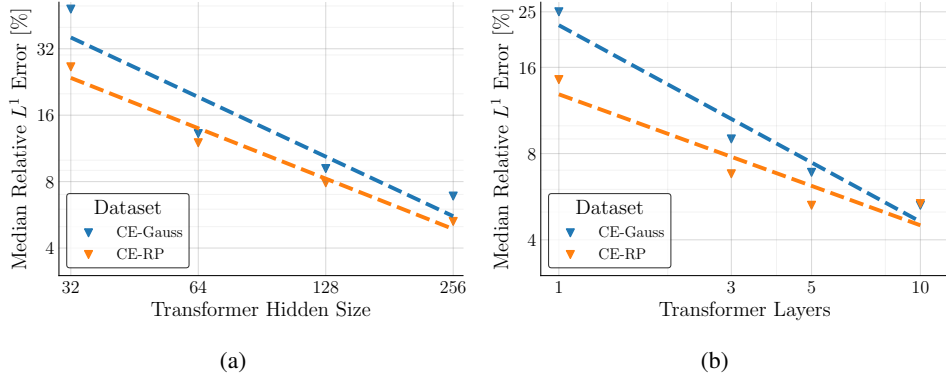 Median Relative L¹ Error [%]
32
16
8
4
Dataset
CE-Gauss
CE-RP
32 64 128 256
Transformer Hidden Size
(a)
Median Relative L¹ Error [%]
25
16
8
4
Dataset
CE-Gauss
CE-RP
1 3 5 10
Transformer Layers
(b)